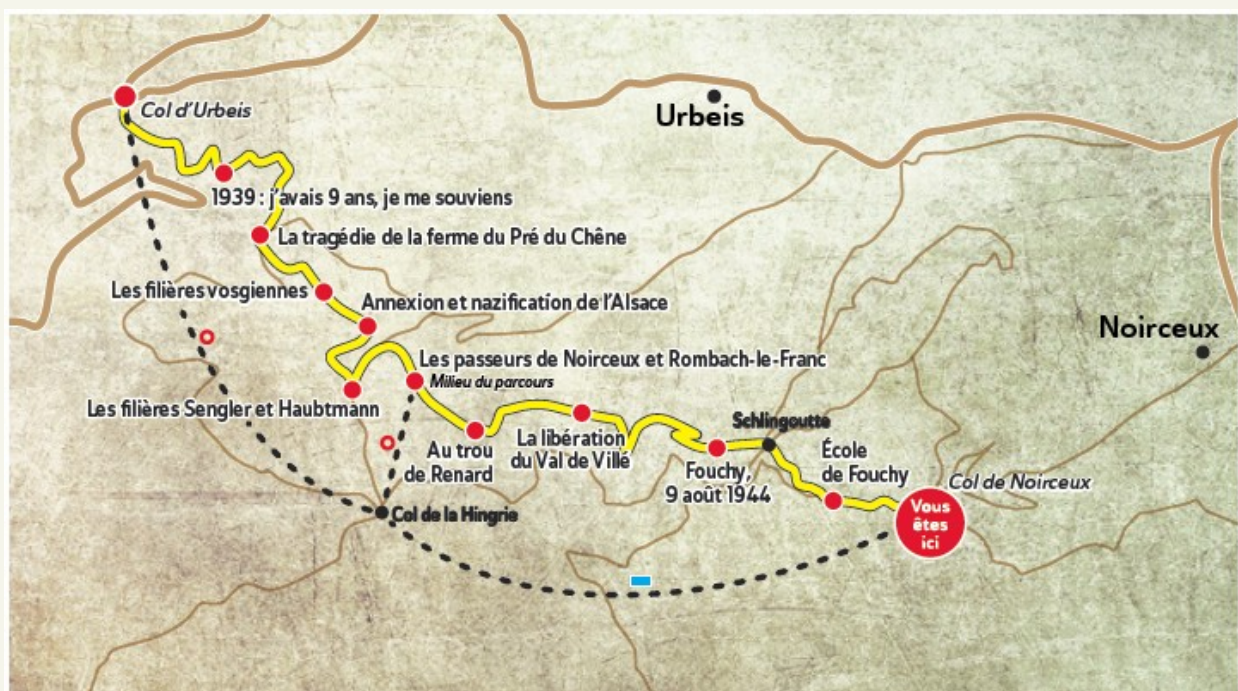 Col d'Urbeis
Urbeis
1939 : j'avais 9 ans, je me souviens
La tragédie de la ferme du Pré du Chêne
Les filières vosgiennes
Annexion et nazification de l'Alsace
Noirceux
Les passeurs de Noirceux et Rombach-le-Franc
Milieu du parcours
Les filières Sengler et Haubtmann
Au trou
de Renard
La libération
du Val de Villé
Schlingoutte
Fouchy,
9 août 1944
École
de Fouchy
Col de Noirceux
Vous
êtes
ici
Col de la Hingrie